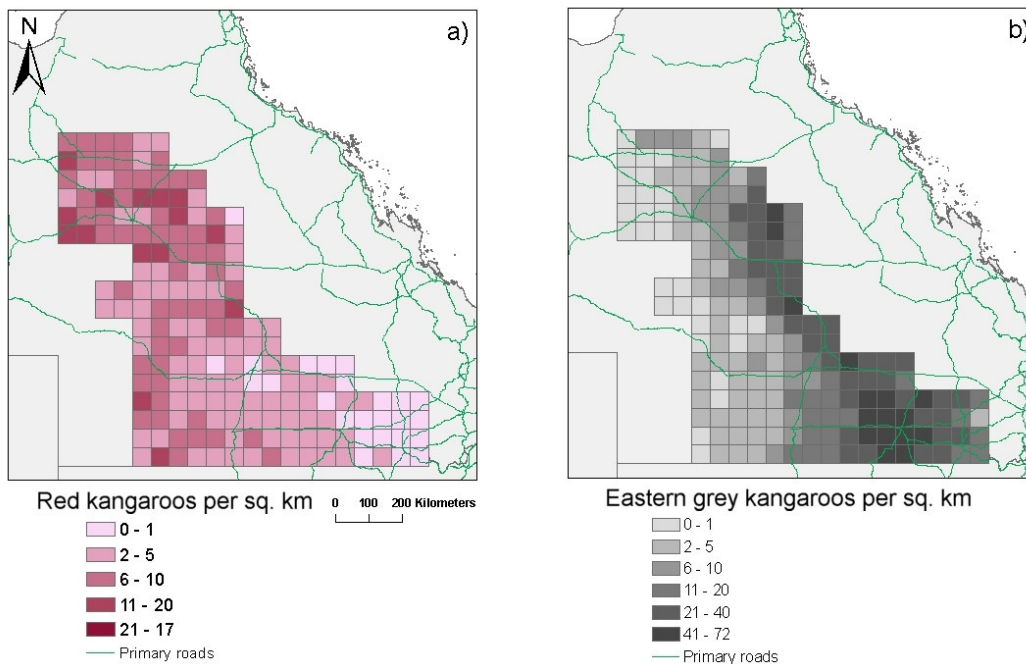 N
a)
Red kangaroos per sq. km
0 100 200 Kilometers
0 - 1
2 - 5
6 - 10
11 - 20
21 - 17
Primary roads
b)
Eastern grey kangaroos per sq. km
0 - 1
2 - 5
6 - 10
11 - 20
21 - 40
41 - 72
Primary roads